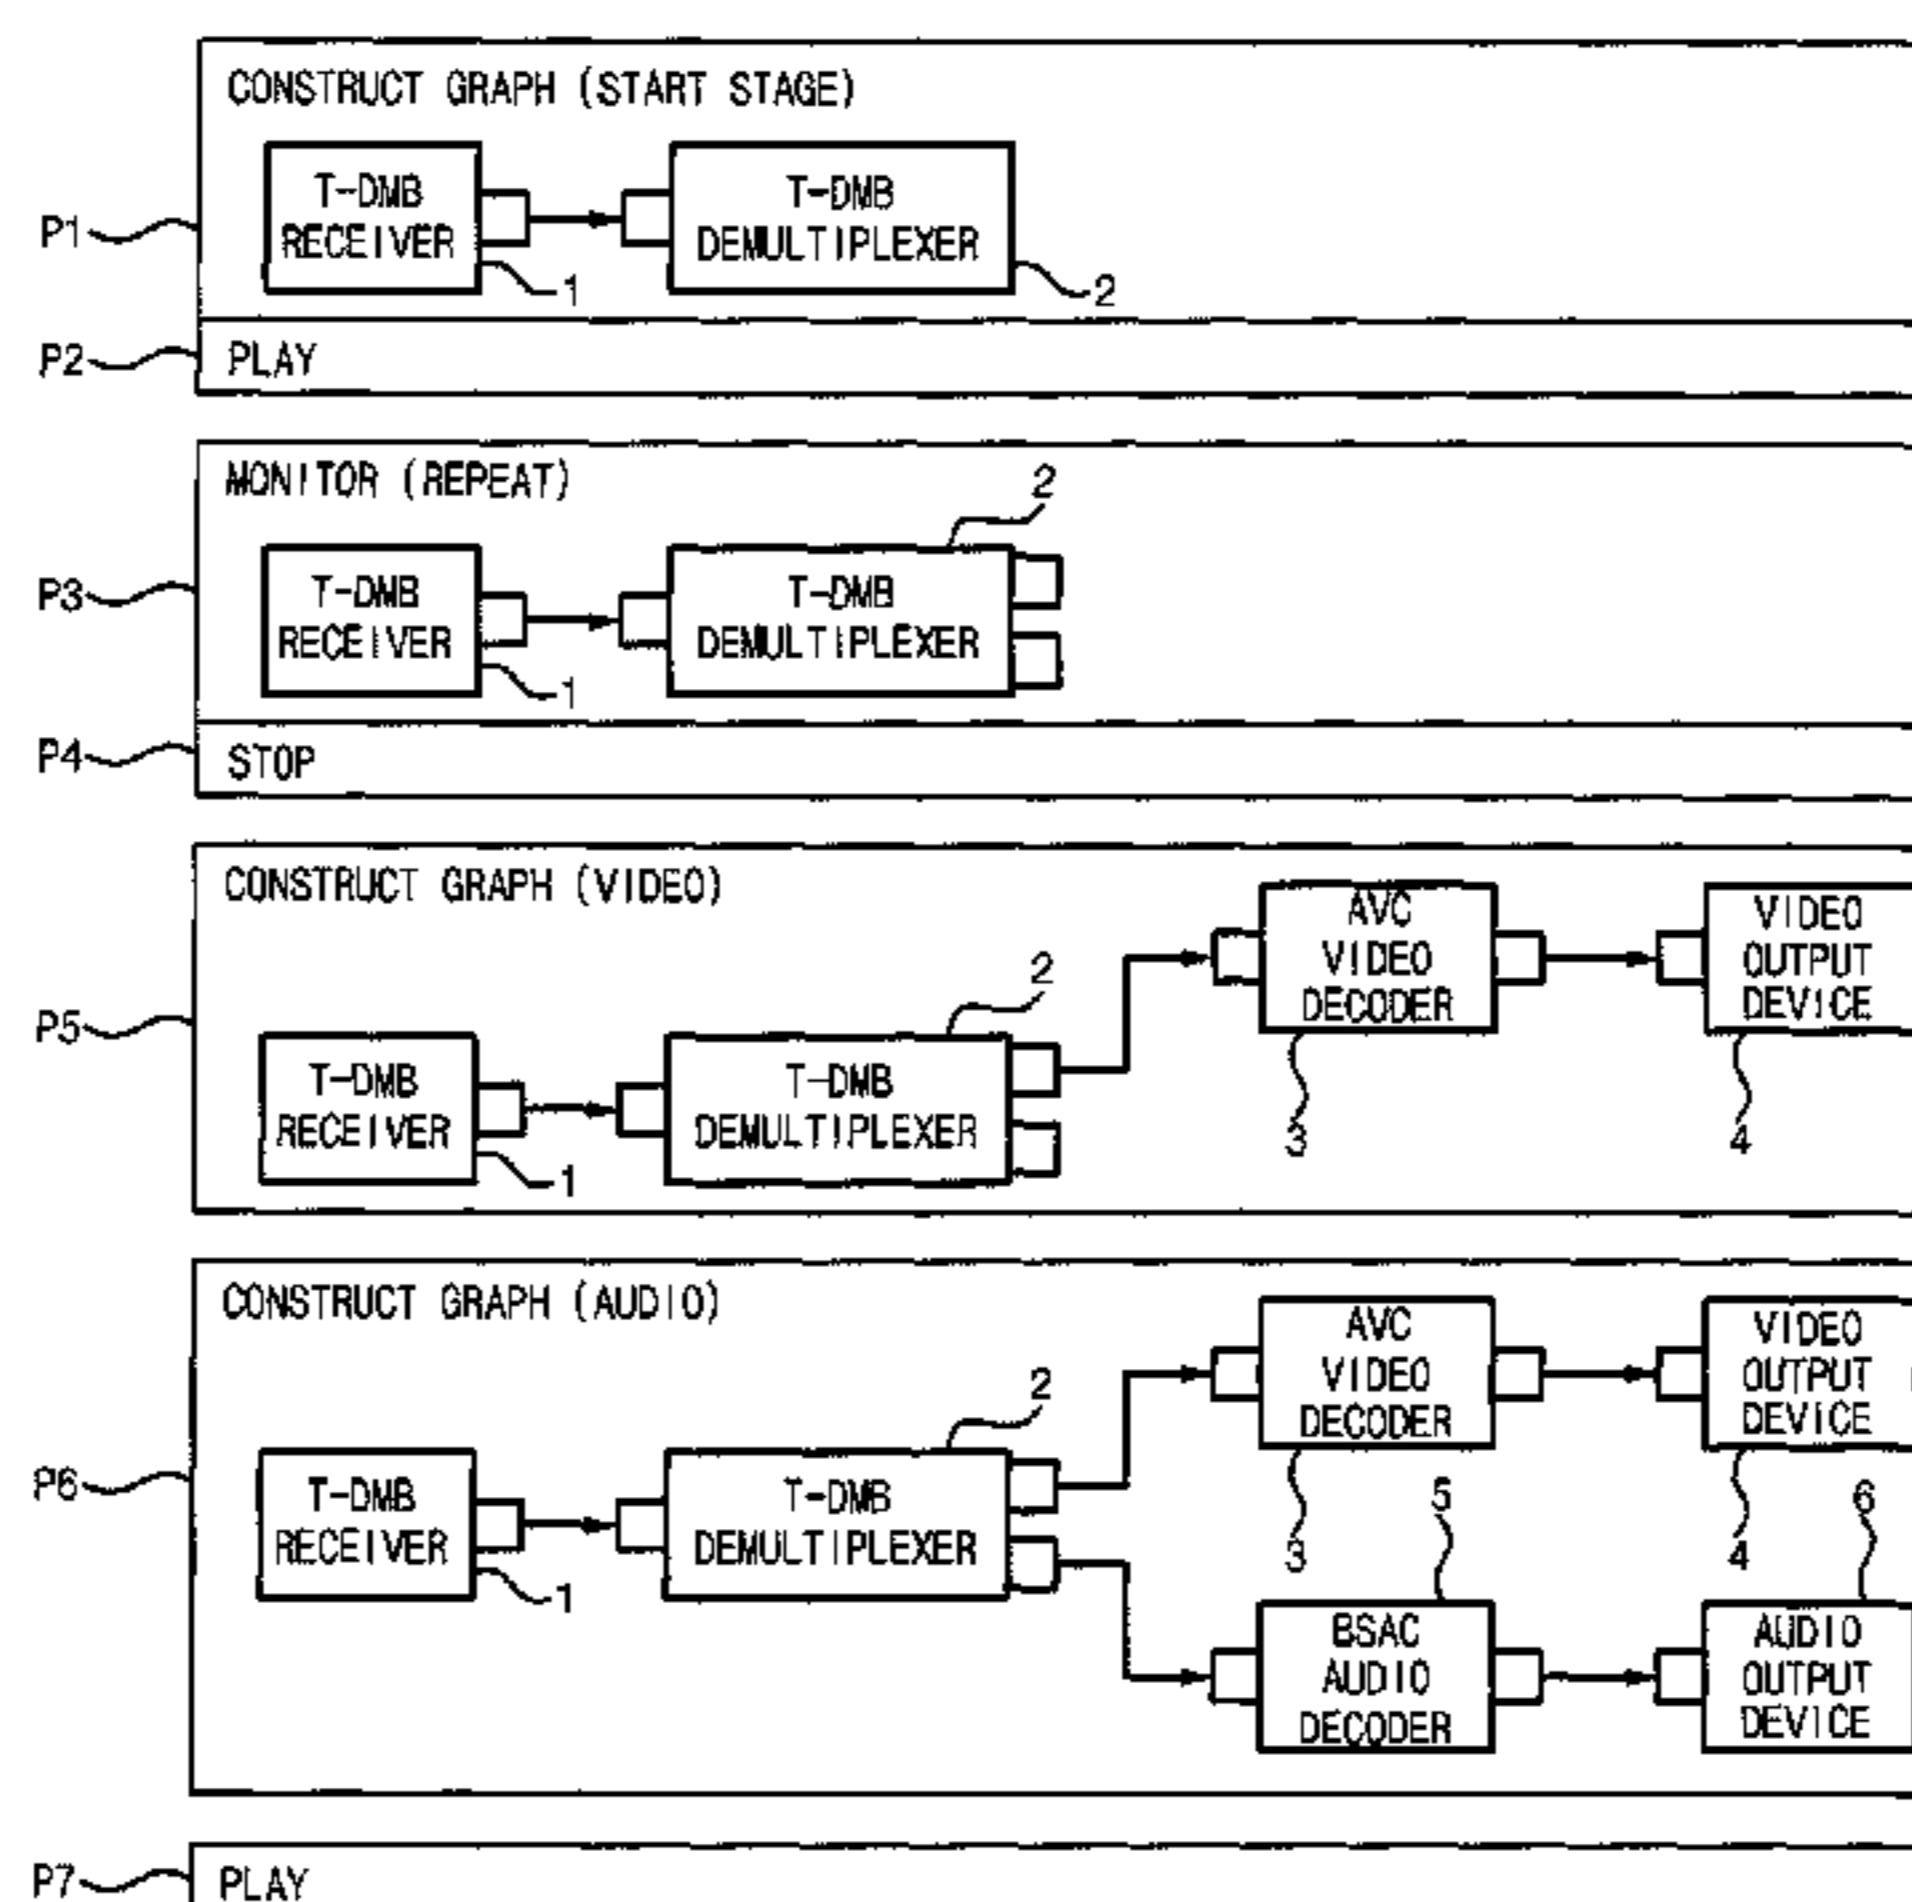 CONSTRUCT GRAPH (START STAGE)
T-DMB
RECEIVER
T-DMB
DEMULTIPLEXER
P1
1
2
P2
PLAY
MONITOR (REPEAT)
2
T-DMB
RECEIVER
T-DMB
DEMULTIPLEXER
P3
1
P4
STOP
CONSTRUCT GRAPH (VIDEO)
AVC
VIDEO
DECODER
VIDEO
OUTPUT
DEVICE
2
P5
T-DMB
RECEIVER
T-DMB
DEMULTIPLEXER
3
4
1
CONSTRUCT GRAPH (AUDIO)
AVC
VIDEO
DECODER
VIDEO
OUTPUT
DEVICE
2
P6
T-DMB
RECEIVER
T-DMB
DEMULTIPLEXER
3
5
4
6
1
BSAC
AUDIO
DECODER
AUDIO
OUTPUT
DEVICE
P7
PLAY